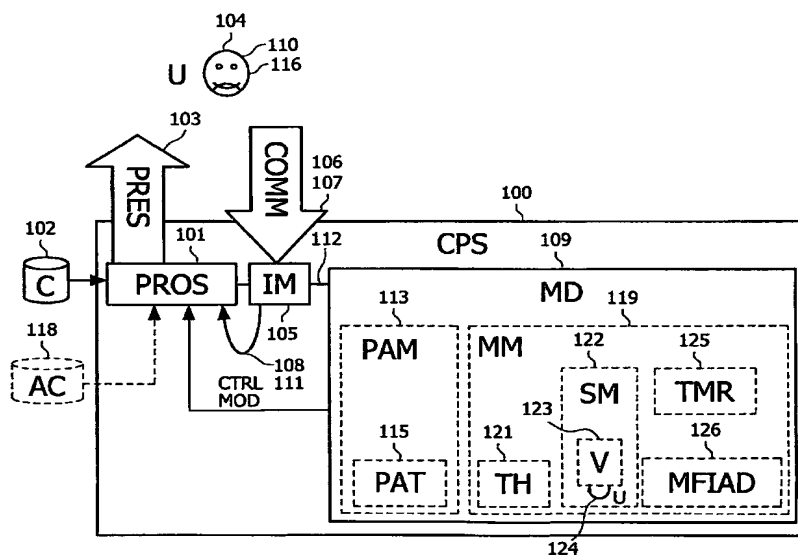 104
110
116
U
103
PRES
COMM
106
107
100
102
101
112
CPS
109
C
PROS
IM
MD
105
118
AC
113
119
PAM
MM
122
125
108
CTRL 111
MOD
SM
TMR
115
121
123
126
PAT
TH
V
U
MFIAD
124